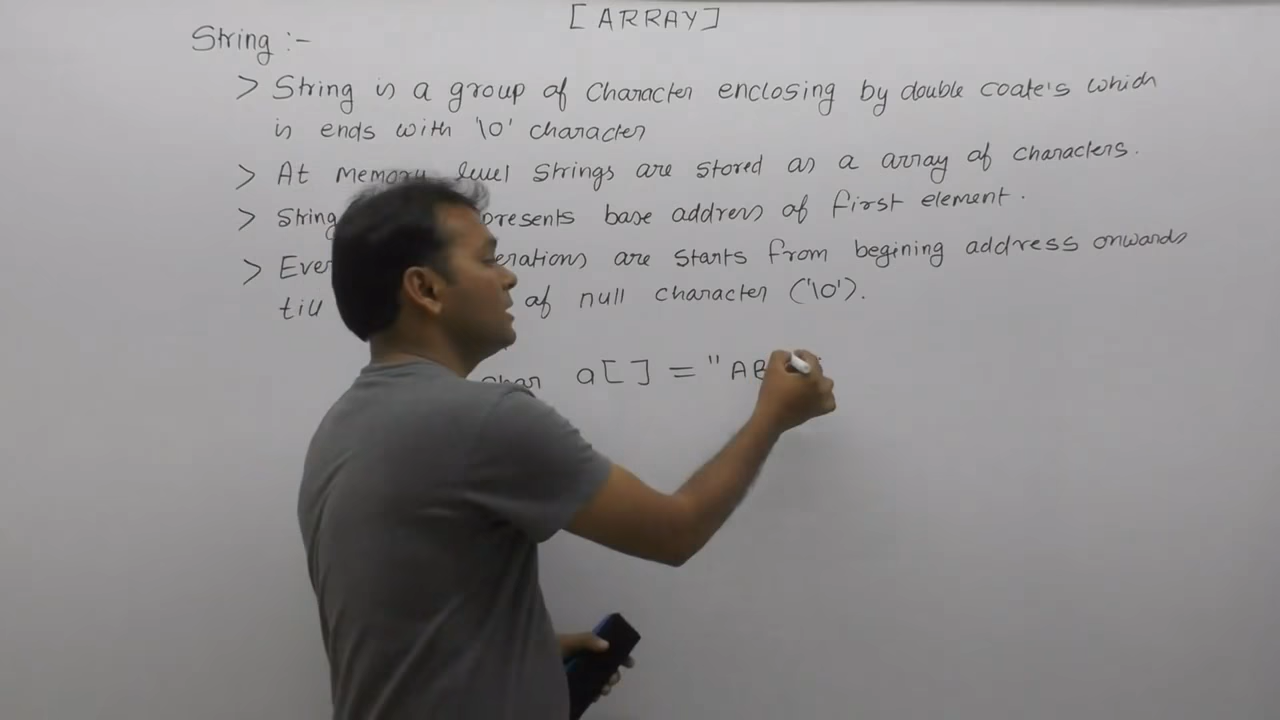 [ARRAY]
String :-
> String is a group of Character enclosing by double coate's which
is ends with '\0' character
> At memory level strings are stored as a array of characters.
> String presents base address of first element.
> Ever erations are starts from begining address onwards
till of null character ('\0').
char a[] = "AB